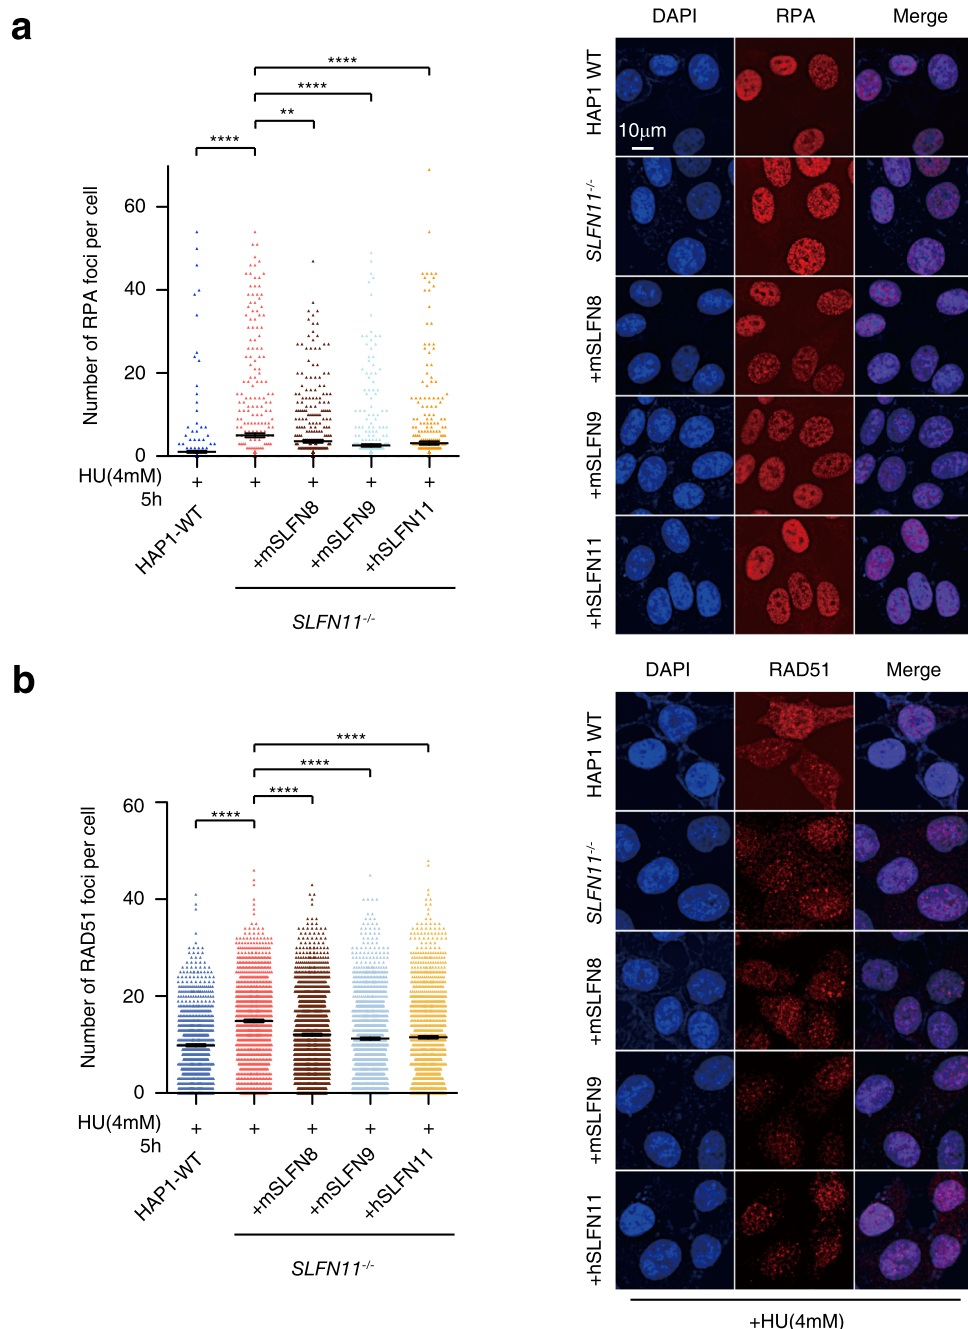 a
DAPI RPA Merge
****
****
**
****
Number of RPA foci per cell
60
40
20
0
HU(4mM) + + + + +
5h
HAP1-WT
+mSLFN8
+mSLFN9
+hSLFN11
SLFN11-/-
HAP1 WT
10μm
SLFN11-/-
+mSLFN8
+mSLFN9
+hSLFN11
b
DAPI RAD51 Merge
****
****
****
****
Number of RAD51 foci per cell
60
40
20
0
HU(4mM) + + + + +
5h
HAP1-WT
+mSLFN8
+mSLFN9
+hSLFN11
SLFN11-/-
HAP1 WT
SLFN11-/-
+mSLFN8
+mSLFN9
+hSLFN11
+HU(4mM)